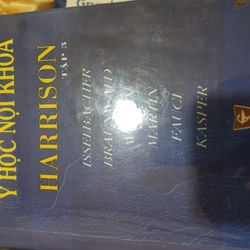 Y HỌC NỘI KHOA
HARRISON
TẬP 3
ISSELBACHER
BRAUNWALD
MARTIN
FAUCI
KASPER